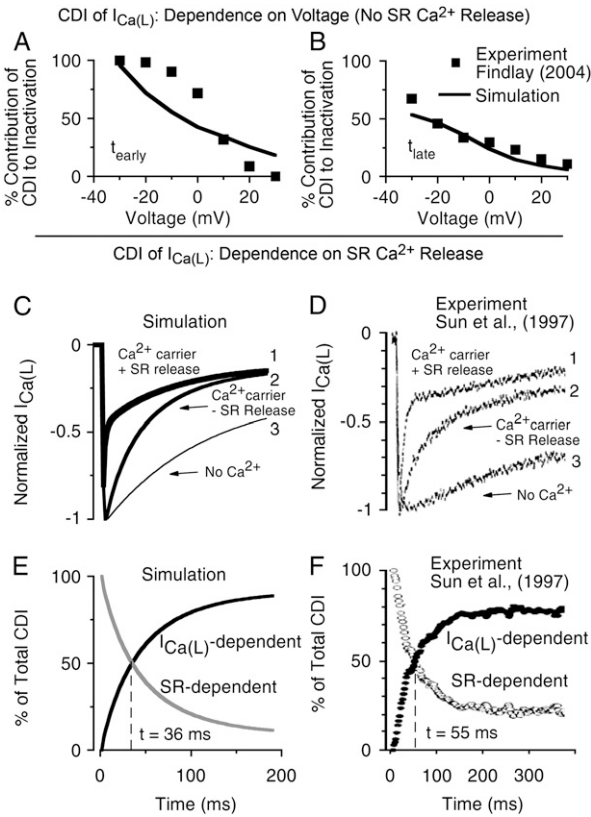 CDI of ICa(L): Dependence on Voltage (No SR Ca2+ Release)
A
% Contribution of
CDI to Inactivation
100
50
0
tearly
-40 -20 0 20
Voltage (mV)
B
% Contribution of
CDI to Inactivation
100
50
0
Experiment
Findlay (2004)
Simulation
tlate
-40 -20 0 20
Voltage (mV)
CDI of ICa(L): Dependence on SR Ca2+ Release
C
Simulation
Normalized ICa(L)
0
-0.5
-1
Ca2+ carrier
+ SR release
1
2
Ca2+carrier
- SR Release
3
No Ca2+
D
Experiment
Sun et al., (1997)
Normalized ICa(L)
0
-0.5
-1
Ca2+ carrier
+ SR release
1
2
Ca2+carrier
- SR Release
3
No Ca2+
E
Simulation
% of Total CDI
100
50
0
ICa(L)-dependent
SR-dependent
t = 36 ms
0 100 200
Time (ms)
F
Experiment
Sun et al., (1997)
% of Total CDI
100
50
0
ICa(L)-dependent
SR-dependent
t = 55 ms
0 100 200 300
Time (ms)